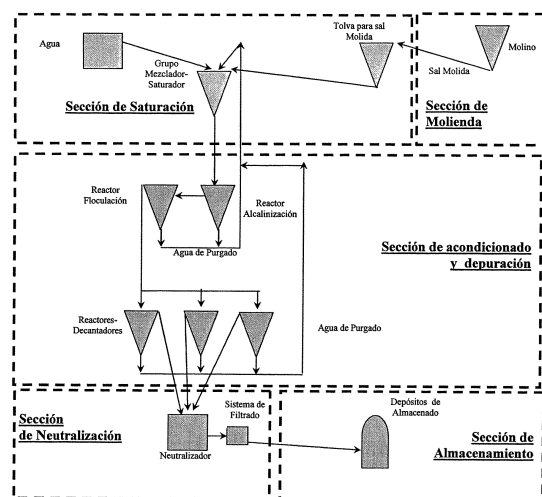 Agua
Grupo
Mezclador-
Saturador
Sección de Saturación
Tolva para sal
Molida
Molino
Sal Molida
Sección de
Molienda
Reactor
Floculación
Reactor
Alcalinización
Agua de Purgado
Sección de acondicionado
y depuración
Reactores-
Decantadores
Agua de Purgado
Sección
de Neutralización
Sistema de
Filtrado
Neutralizador
Depósitos de
Almacenado
Sección de
Almacenamiento